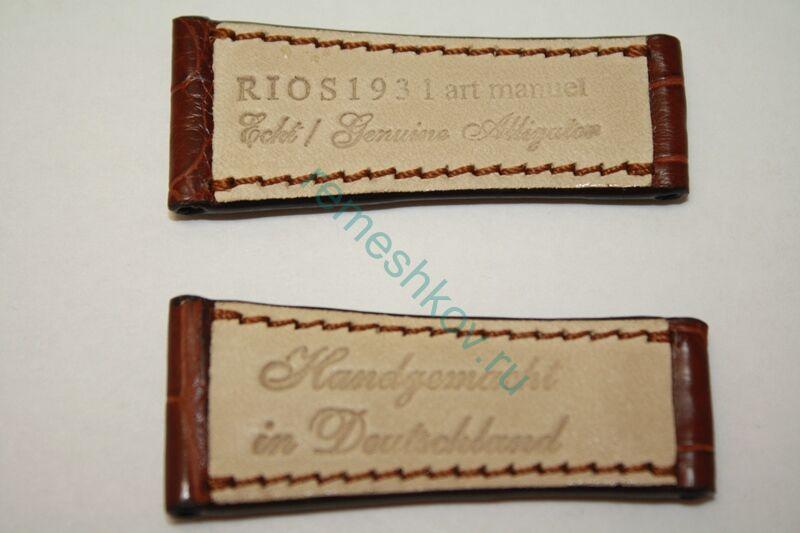 RIOS1931 art manuel
Echt / Genuine Alligator
remeshkov.ru
Handgemacht
in Deutschland